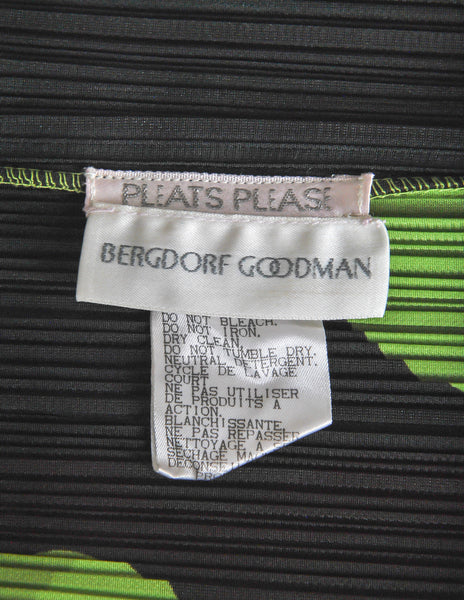 PLEATS PLEASE
BERGDORF GOODMAN
DO NOT BLEACH.
DO NOT IRON.
DRY CLEAN.
DO NOT TUMBLE DRY.
NEUTRAL DETERGENT.
CYCLE DE LAVAGE
COURT
NE PAS UTILISER
DE PRODUITS A
ACTION
BLANCHISSANTE.
NE PAS REPASSER
NETTOYAGE A
SECHAGE